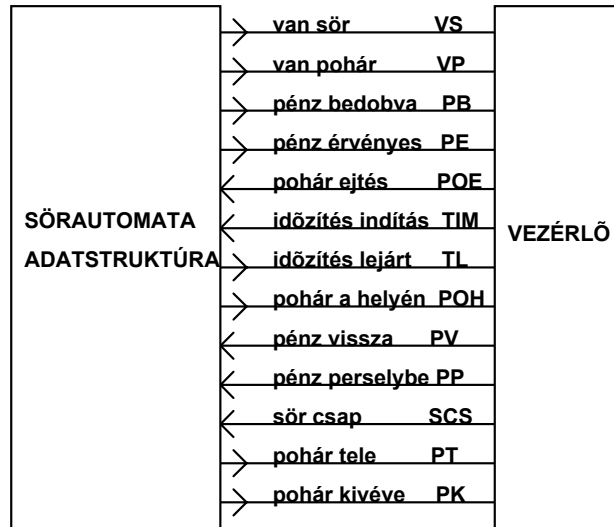 van sör VS
van pohár VP
pénz bedobva PB
pénz érvényes PE
pohár ejtés POE
SÖRAUTOMATA
ADATSTRUKTÚRA
idõzítés indítás TIM
idõzítés lejárt TL
pohár a helyén POH
pénz vissza PV
pénz perselybe PP
sör csap SCS
pohár tele PT
pohár kivéve PK
VEZÉRLÕ